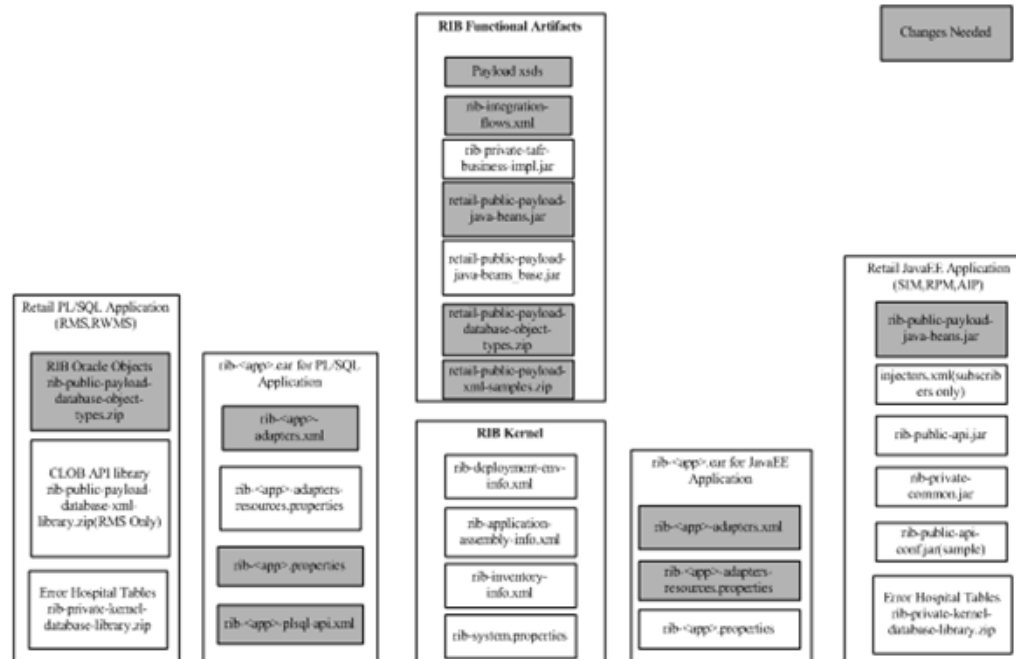 RIB Functional Artifacts
Payload xsds
rib-integration-
flows.xml
rib-private-tafr-
business-impl.jar
retail-public-payload-
java-beans.jar
retail-public-payload-
java-beans_base.jar
retail-public-payload-
database-object-
types.zip
retail-public-payload-
xml-samples.zip
Changes Needed
Retail PL/SQL Application
(RMS,RWMS)
RIB Oracle Objects
rib-public-payload-
database-object-
types.zip
CLOB API library
rib-public-payload-
database-xml-
library.zip(RMS Only)
Error Hospital Tables
rib-private-kernel-
database-library.zip
rib-<app>.ear for PL/SQL
Application
rib-<app>-
adapters.xml
rib-<app>-adapters-
resources.properties
rib-<app>.properties
rib-<app>-plsql-api.xml
RIB Kernel
rib-deployment-env-
info.xml
rib-application-
assembly-info.xml
rib-inventory-
info.xml
rib-system.properties
rib-<app>.ear for JavaEE
Application
rib-<app>-adapters.xml
rib-<app>-adapters-
resources.properties
rib-<app>.properties
Retail JavaEE Application
(SIM,RPM,AIP)
rib-public-payload-
java-beans.jar
injectors.xml(subscrib
ers only)
rib-public-api.jar
rib-private-
common.jar
rib-public-api-
conf.jar(sample)
Error Hospital Tables
rib-private-kernel-
database-library.zip